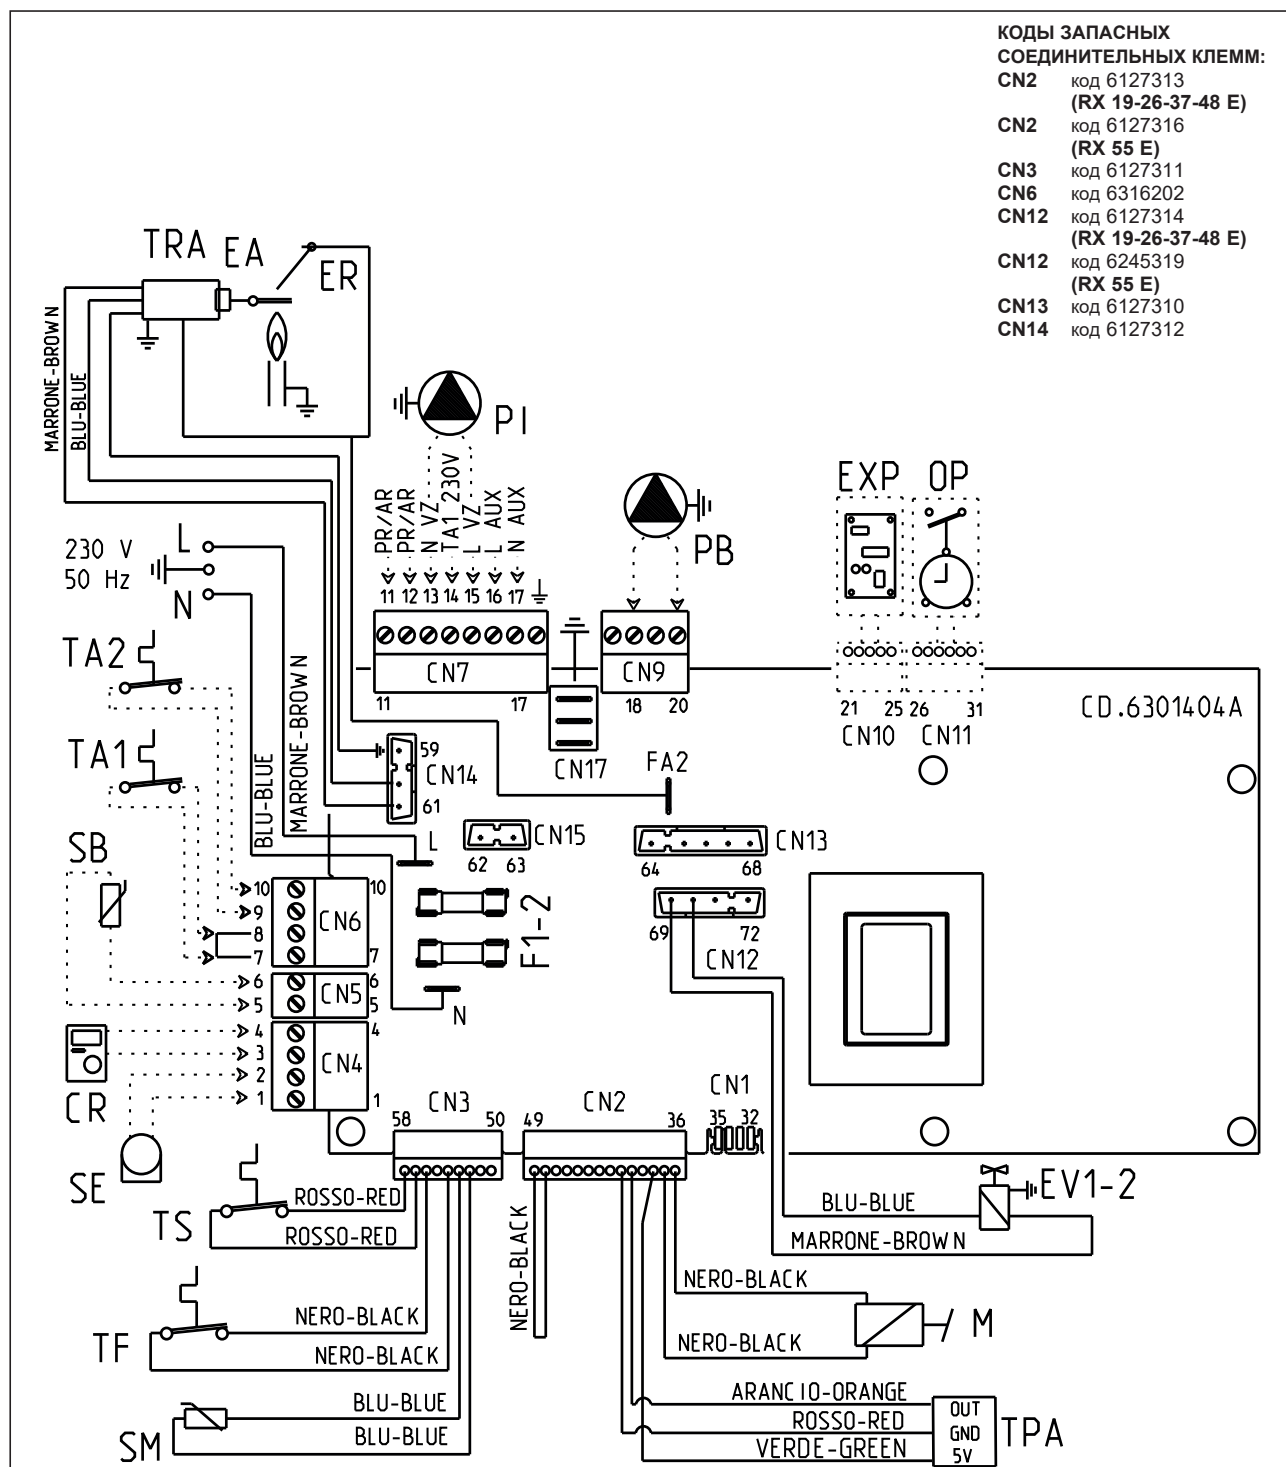 КОДЫ ЗАПАСНЫХ
СОЕДИНИТЕЛЬНЫХ КЛЕММ:
CN2 код 6127313
(RX 19-26-37-48 E)
CN2 код 6127316
(RX 55 E)
CN3 код 6127311
CN6 код 6316202
CN12 код 6127314
(RX 19-26-37-48 E)
CN12 код 6245319
(RX 55 E)
CN13 код 6127310
CN14 код 6127312
TRA EA
ER
MARRONE-BROWN
BLU-BLUE
PI
PR/AR
PR/AR
N VZ
TA1 230V
L VZ
L AUX
N AUX
11 12 13 14 15 16 17
PB
EXP OP
230 V
50 Hz
L
N
TA2
TA1
BLU-BLUE
MARRONE-BROWN
CN7
11 17
CN9
18 20
21 25 26 31
CN10 CN11
CD.6301404A
59
CN14
61
CN17
FA2
L
CN15
62 63
CN13
64 68
SB
F1-2
69 72
CN12
N
10
9
8
7
CN6
10
7
6
5
CN5
6
5
4
3
2
1
CN4
4
1
CR
SE
CN3
58 50
CN2
49 36
CN1
35 32
TS
ROSSO-RED
ROSSO-RED
TF
NERO-BLACK
NERO-BLACK
SM
BLU-BLUE
BLU-BLUE
NERO-BLACK
EV1-2
BLU-BLUE
MARRONE-BROWN
NERO-BLACK
M
NERO-BLACK
ARANCIO-ORANGE
ROSSO-RED
VERDE-GREEN
OUT
GND
5V
TPA